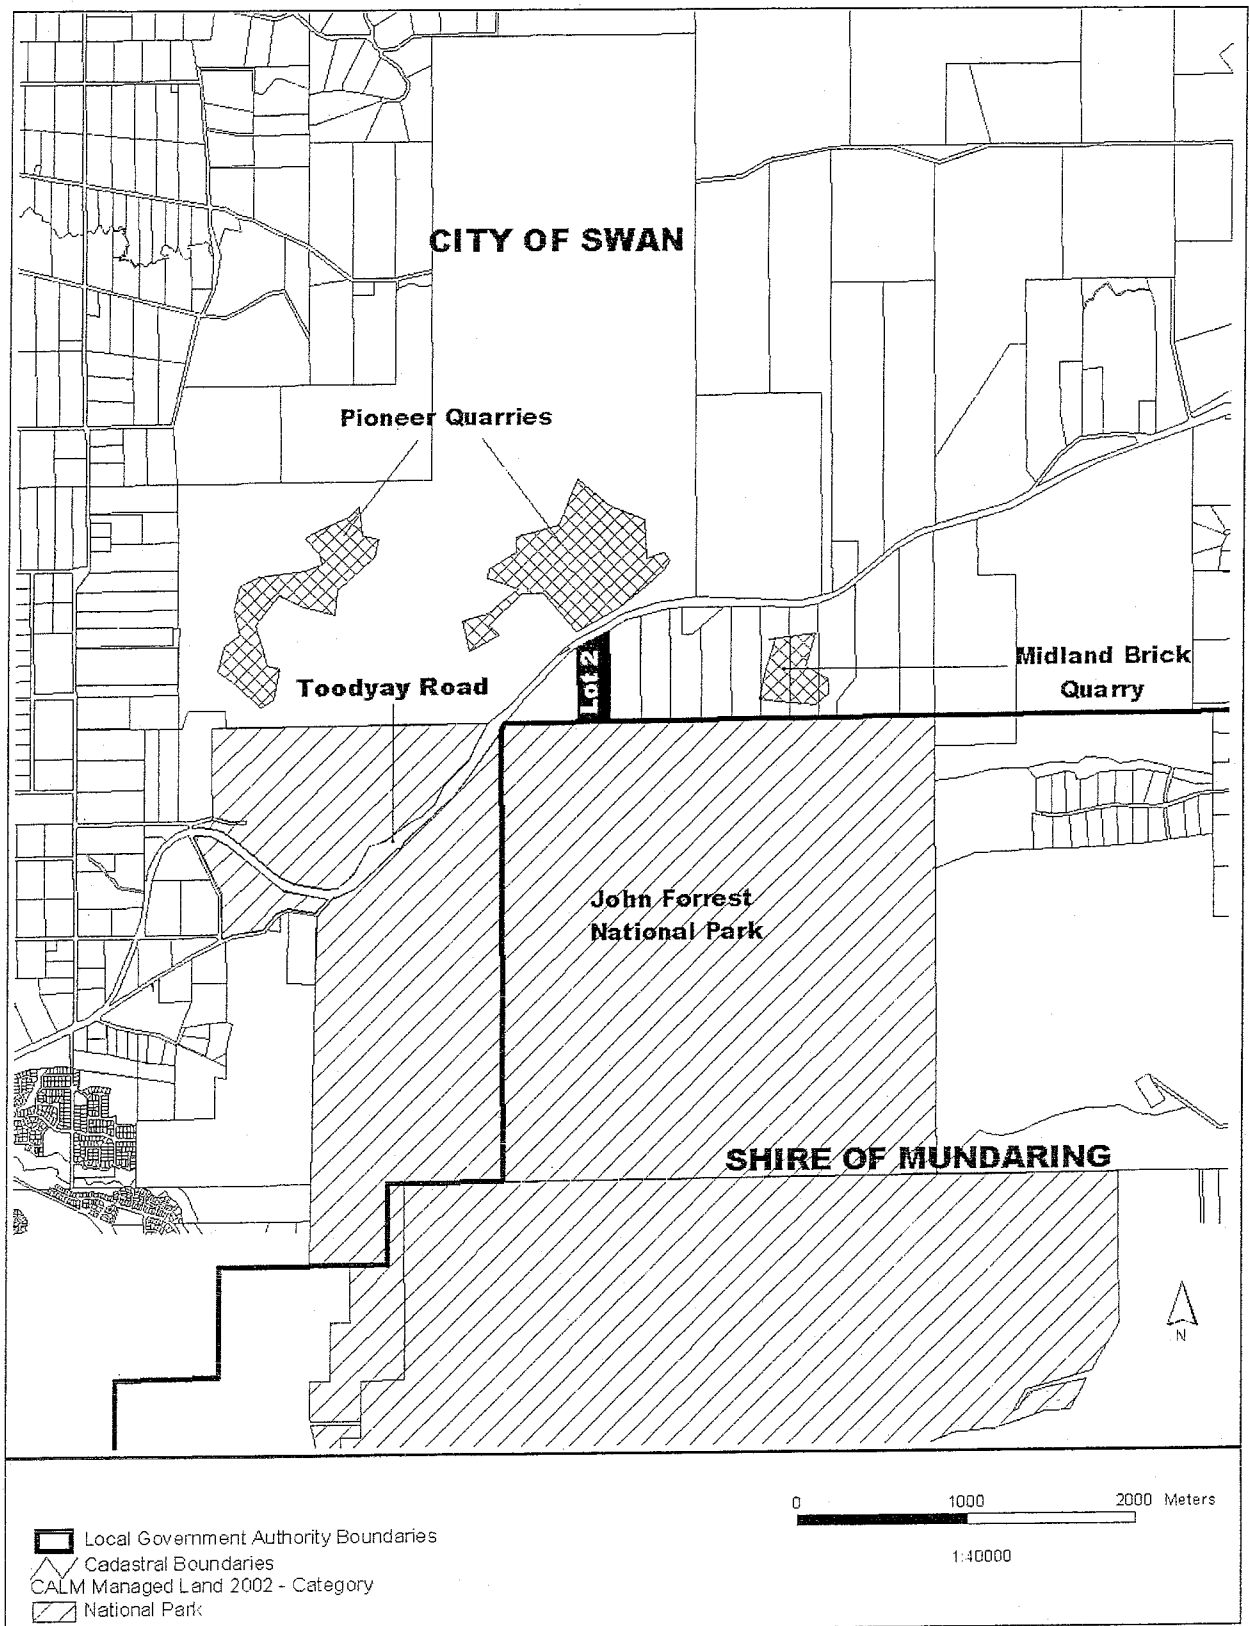 CITY OF SWAN
Pioneer Quarries
Lot 2
Midland Brick
Quarry
Toodyay Road
John Forrest
National Park
SHIRE OF MUNDARING
N
0 1000 2000 Meters
1:40000
Local Government Authority Boundaries
Cadastral Boundaries
CALM Managed Land 2002 - Category
National Park